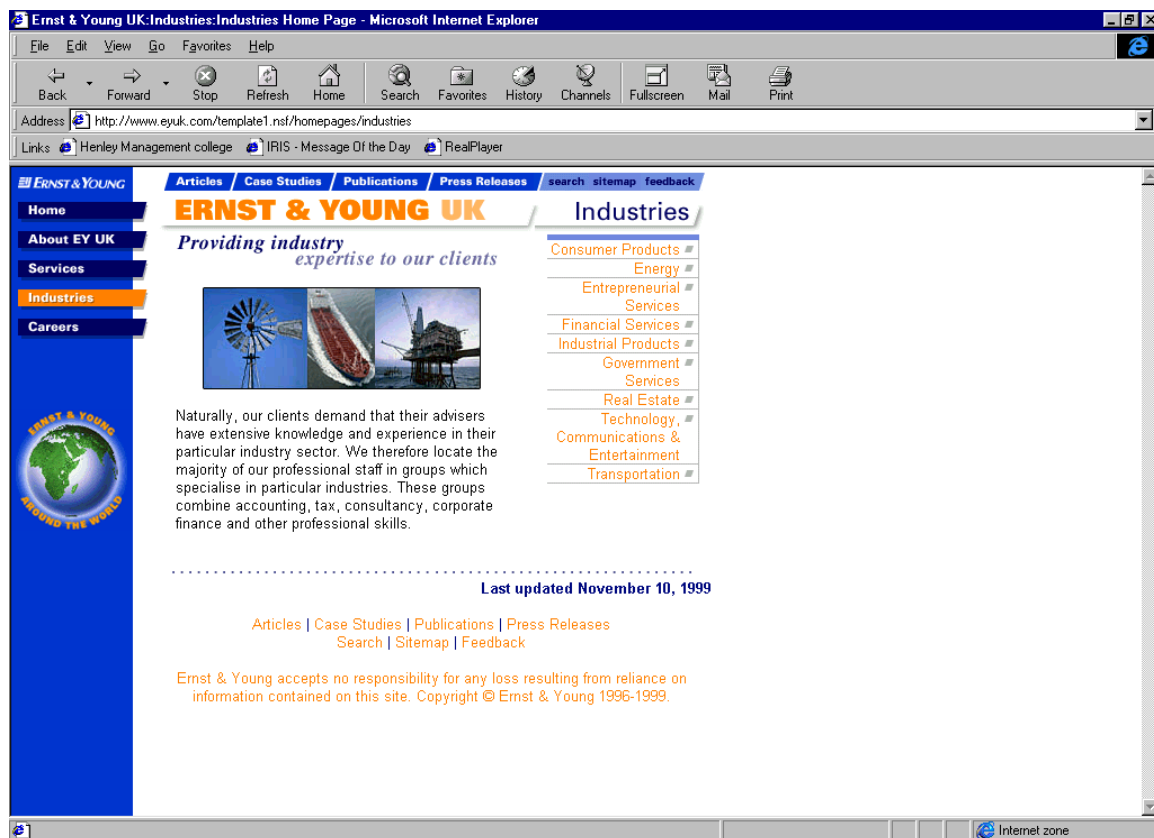 Ernst & Young UK:Industries:Industries Home Page - Microsoft Internet Explorer
File Edit View Go Favorites Help
Back Forward Stop Refresh Home Search Favorites History Channels Fullscreen Mail Print
Address http://www.eyuk.com/template1.nsf/homepages/industries
Links Henley Management college IRIS - Message Of the Day RealPlayer
ERNST & YOUNG
Articles Case Studies Publications Press Releases search sitemap feedback
Home
About EY UK
Services
Industries
Careers
ERNST & YOUNG
AROUND THE WORLD
ERNST & YOUNG UK Industries
Providing industry
expertise to our clients
Naturally, our clients demand that their advisers
have extensive knowledge and experience in their
particular industry sector. We therefore locate the
majority of our professional staff in groups which
specialise in particular industries. These groups
combine accounting, tax, consultancy, corporate
finance and other professional skills.
Consumer Products
Energy
Entrepreneurial
Services
Financial Services
Industrial Products
Government
Services
Real Estate
Technology,
Communications &
Entertainment
Transportation
Last updated November 10, 1999
Articles | Case Studies | Publications | Press Releases
Search | Sitemap | Feedback
Ernst & Young accepts no responsibility for any loss resulting from reliance on
information contained on this site. Copyright © Ernst & Young 1996-1999.
Internet zone